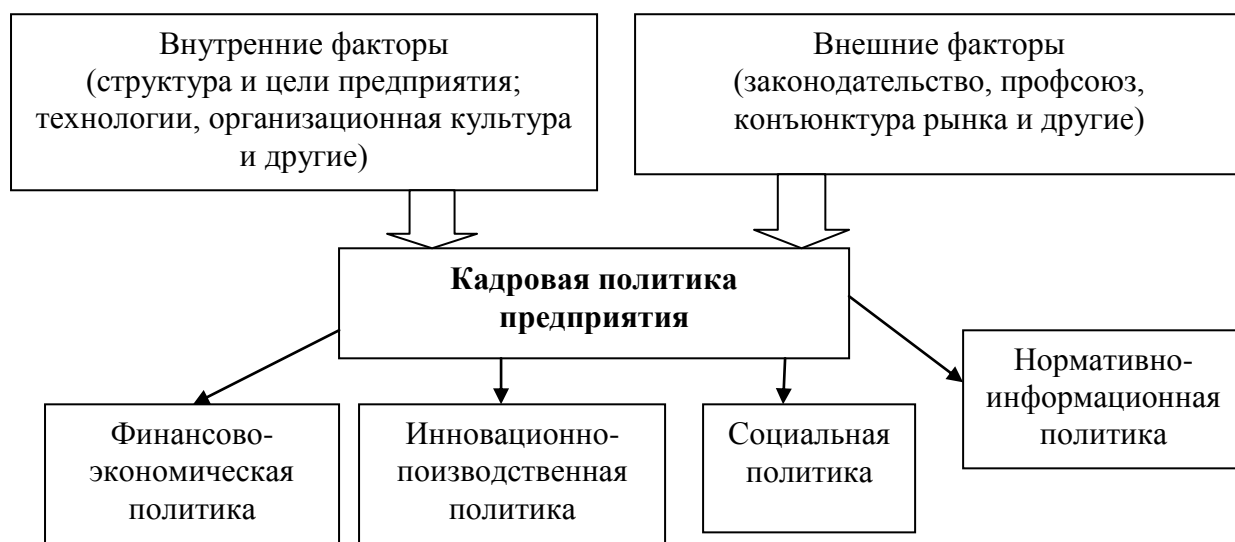 Внутренние факторы
(структура и цели предприятия;
технологии, организационная культура
и другие)
Внешние факторы
(законодательство, профсоюз,
конъюнктура рынка и другие)
Кадровая политика
предприятия
Финансово-
экономическая
политика
Инновационно-
поизводственная
политика
Социальная
политика
Нормативно-
информационная
политика